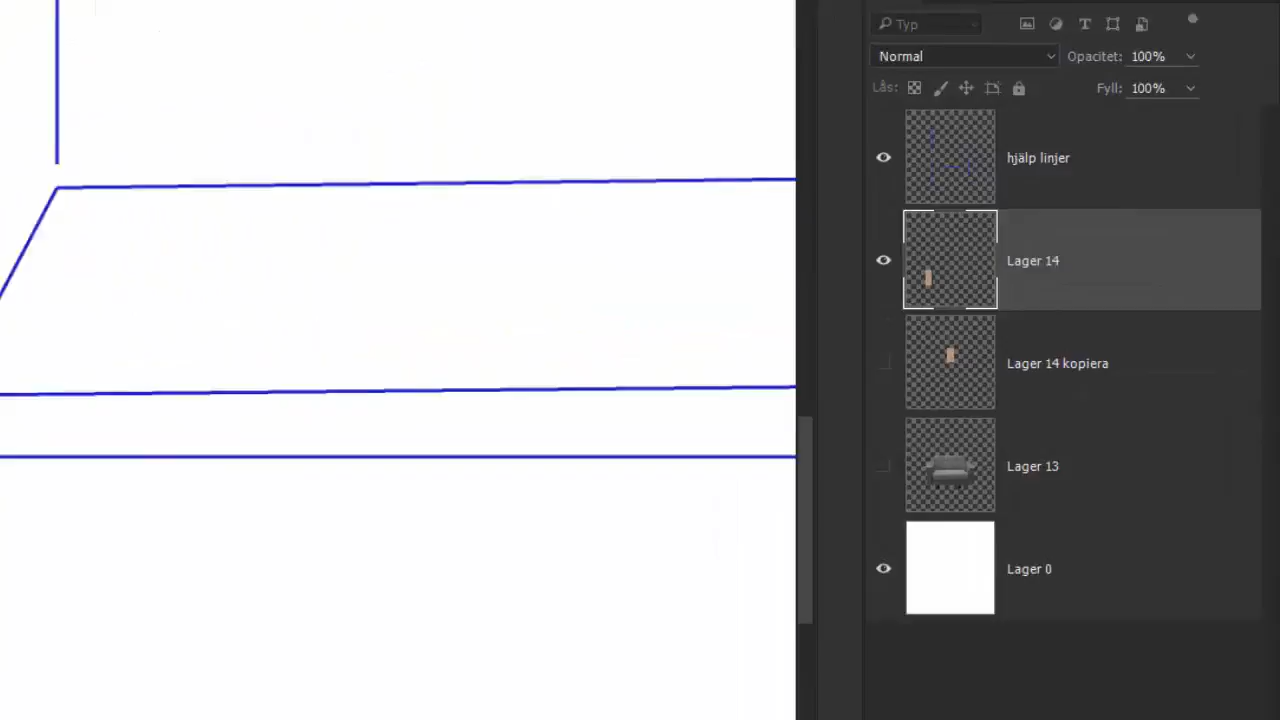 Typ
Normal Opacitet: 100%
Lås: Fyll: 100%
hjälp linjer
Lager 14
Lager 14 kopiera
Lager 13
Lager 0